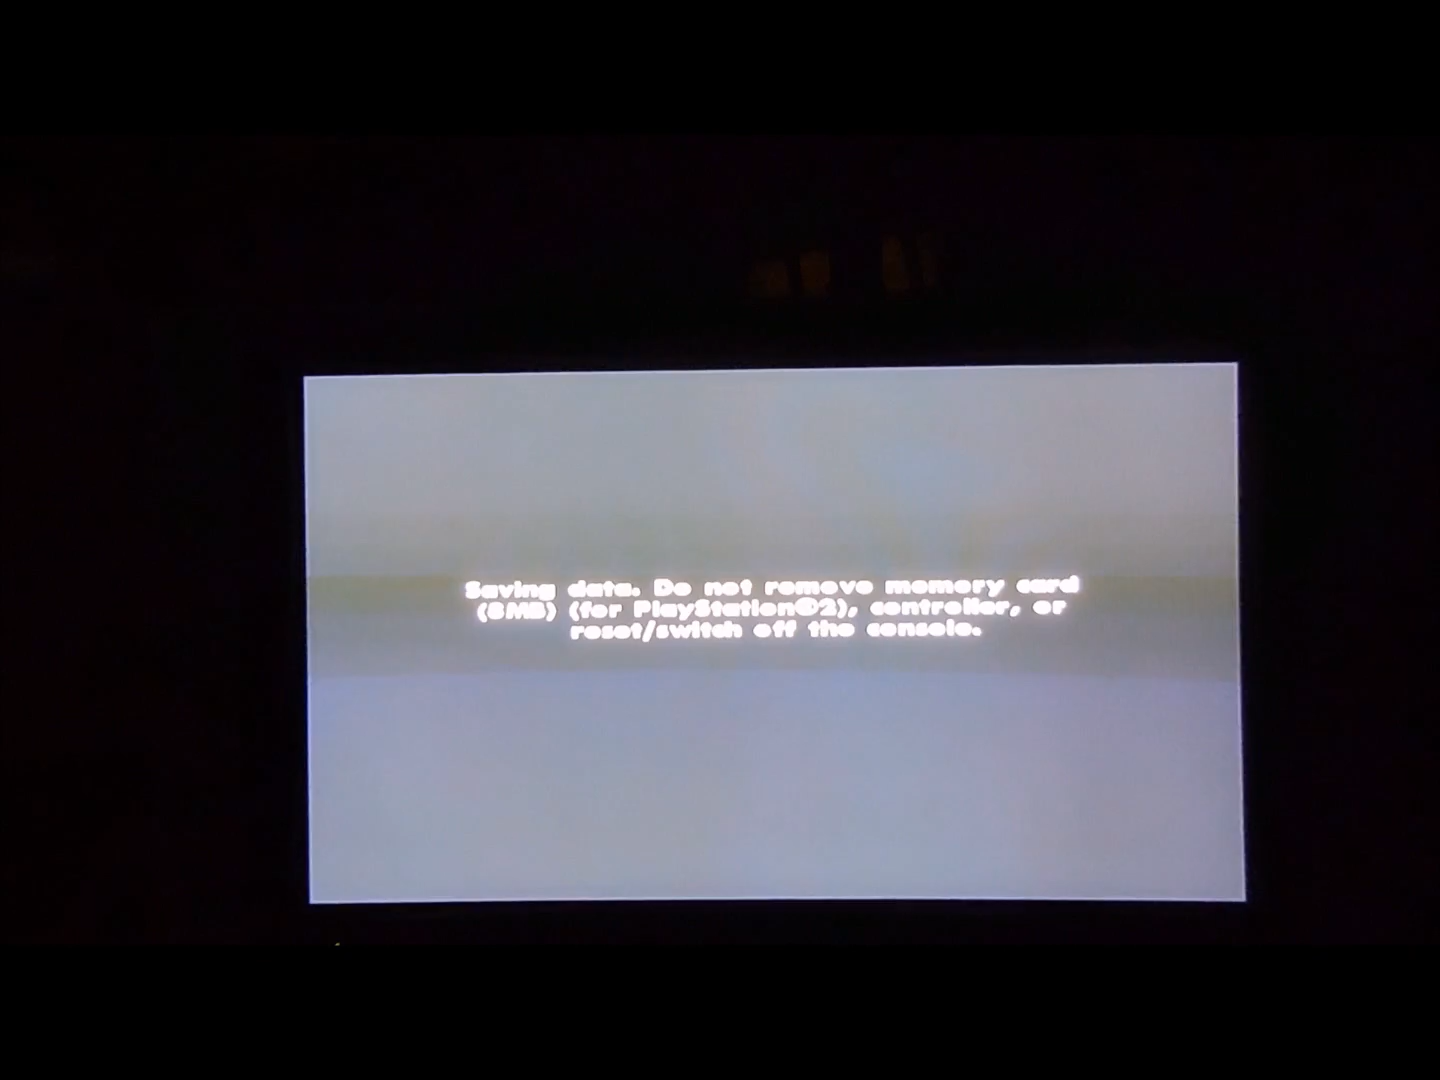 Saving data. Do not remove memory card
(8MB) (for PlayStation®2), controller, or
reset/switch off the console.